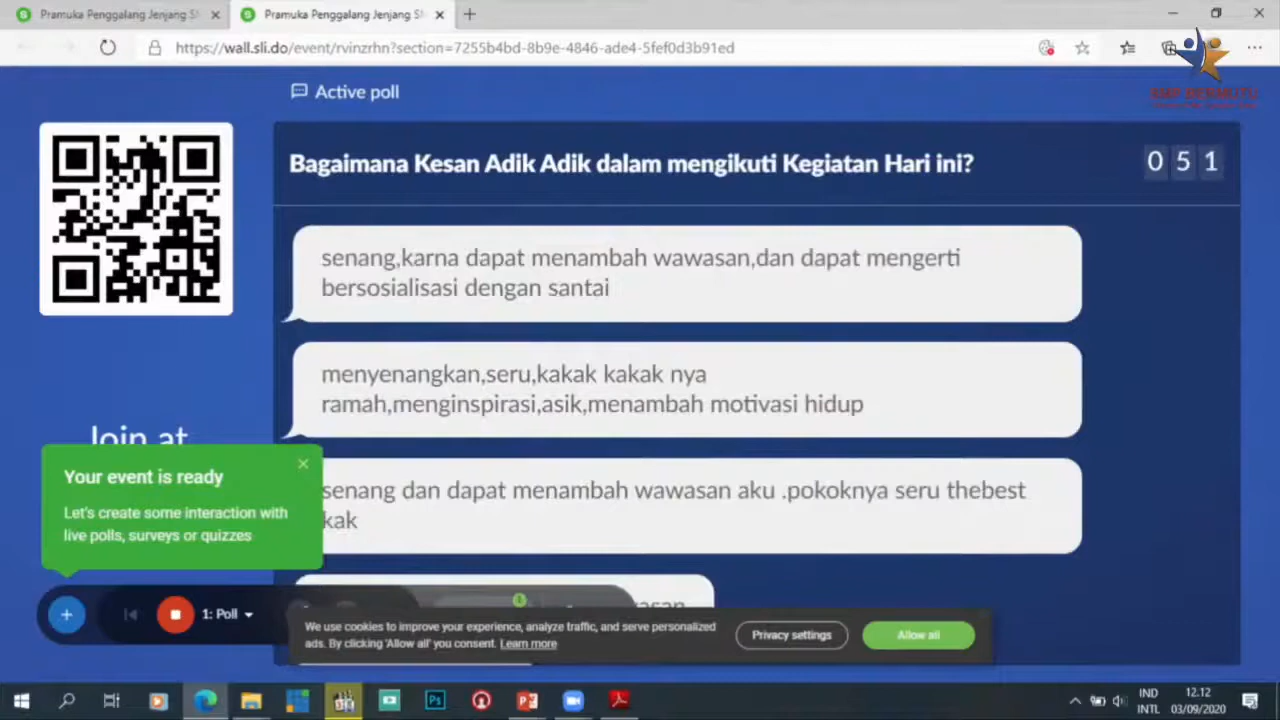 Pramuka Penggalang Jenjang SM
Pramuka Penggalang Jenjang SM
https://wall.sli.do/event/rvinzrhn?section=7255b4bd-8b9e-4846-ade4-5fef0d3b91ed
Active poll
Bagaimana Kesan Adik Adik dalam mengikuti Kegiatan Hari ini?
051
senang,karna dapat menambah wawasan,dan dapat mengerti
bersosialisasi dengan santai
menyenangkan,seru,kakak kakak nya
ramah,menginspirasi,asik,menambah motivasi hidup
Join at
Your event is ready
Let's create some interaction with
live polls, surveys or quizzes
senang dan dapat menambah wawasan aku .pokoknya seru thebest
kak
1: Poll
1
We use cookies to improve your experience, analyze traffic, and serve personalized
ads. By clicking 'Allow all' you consent. Learn more
Privacy settings
Allow all
Ps
IND
INTL
12.12
03/09/2020